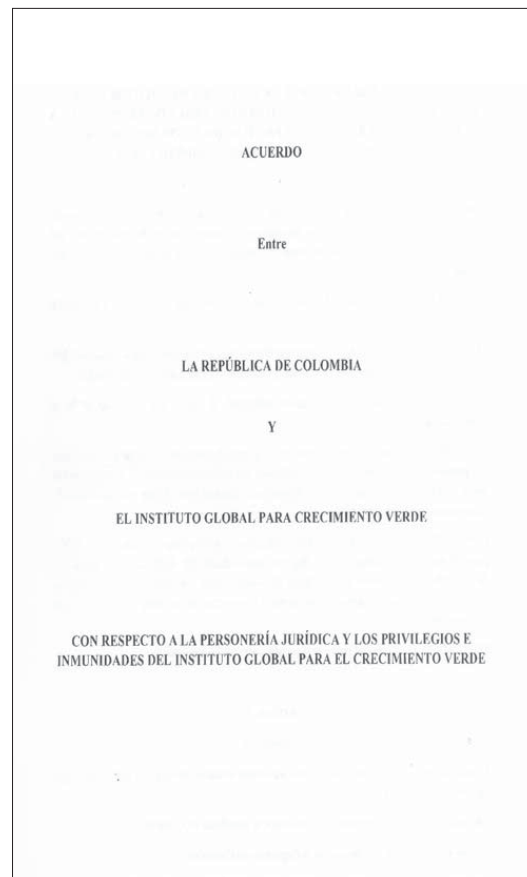 ACUERDO
Entre
LA REPÚBLICA DE COLOMBIA
Y
EL INSTITUTO GLOBAL PARA CRECIMIENTO VERDE
CON RESPECTO A LA PERSONERÍA JURÍDICA Y LOS PRIVILEGIOS E
INMUNIDADES DEL INSTITUTO GLOBAL PARA EL CRECIMIENTO VERDE